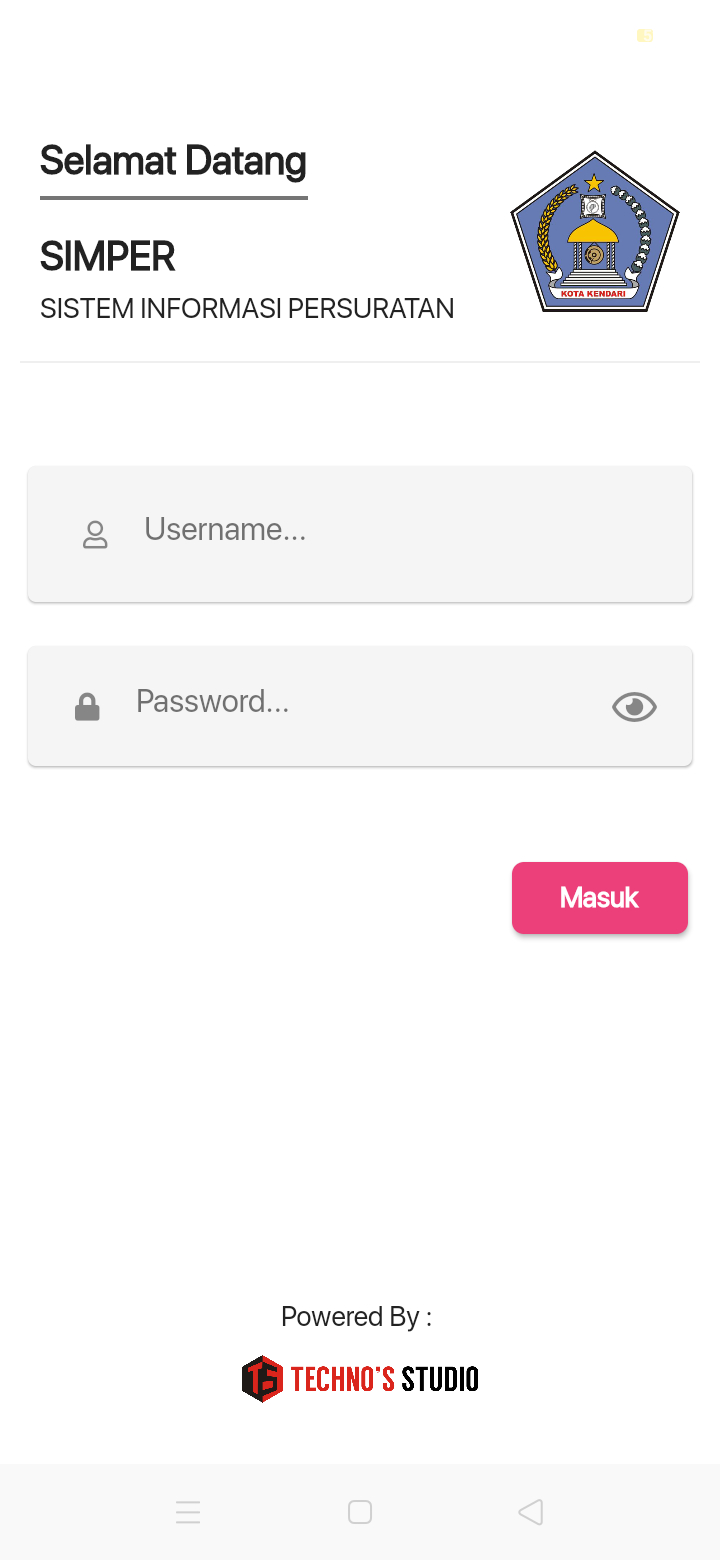 Selamat Datang
SIMPER
SISTEM INFORMASI PERSURATAN
KOTA KENDARI
Username...
Password...
Masuk
Powered By :
TECHNO'S STUDIO